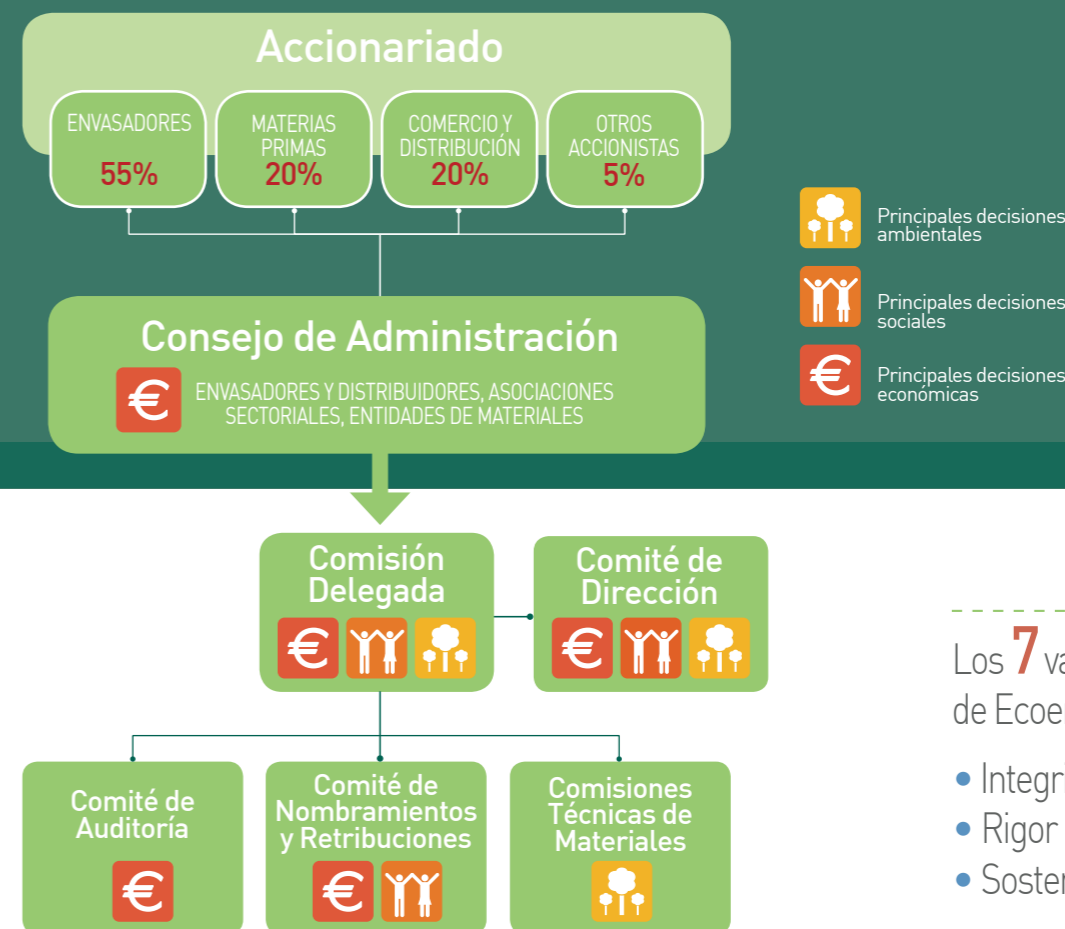 Accionariado
ENVASADORES
55%
MATERIAS
PRIMAS
20%
COMERCIO Y
DISTRIBUCIÓN
20%
OTROS
ACCIONISTAS
5%
Principales decisiones
ambientales
Principales decisiones
sociales
Principales decisiones
económicas
Consejo de Administración
€
ENVASADORES Y DISTRIBUIDORES, ASOCIACIONES
SECTORIALES, ENTIDADES DE MATERIALES
€
Comisión
Delegada
€
Comité de
Dirección
€
Comité de
Auditoría
€
Comité de
Nombramientos
y Retribuciones
€
Comisiones
Técnicas de
Materiales
Los 7
de
• 
• Rigor
•